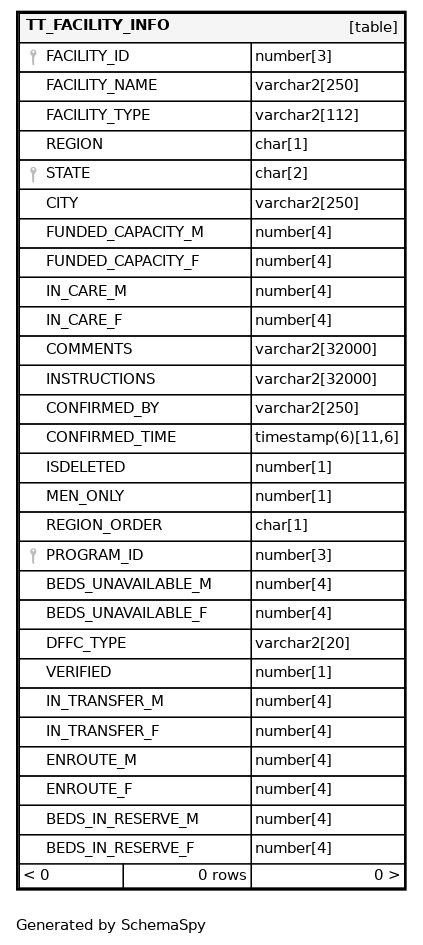 TT_FACILITY_INFO [table]
FACILITY_ID number[3]
FACILITY_NAME varchar2[250]
FACILITY_TYPE varchar2[112]
REGION char[1]
STATE char[2]
CITY varchar2[250]
FUNDED_CAPACITY_M number[4]
FUNDED_CAPACITY_F number[4]
IN_CARE_M number[4]
IN_CARE_F number[4]
COMMENTS varchar2[32000]
INSTRUCTIONS varchar2[32000]
CONFIRMED_BY varchar2[250]
CONFIRMED_TIME timestamp(6)[11,6]
ISDELETED number[1]
MEN_ONLY number[1]
REGION_ORDER char[1]
PROGRAM_ID number[3]
BEDS_UNAVAILABLE_M number[4]
BEDS_UNAVAILABLE_F number[4]
DFFC_TYPE varchar2[20]
VERIFIED number[1]
IN_TRANSFER_M number[4]
IN_TRANSFER_F number[4]
ENROUTE_M number[4]
ENROUTE_F number[4]
BEDS_IN_RESERVE_M number[4]
BEDS_IN_RESERVE_F number[4]
< 0 0 rows 0 >
Generated by SchemaSpy